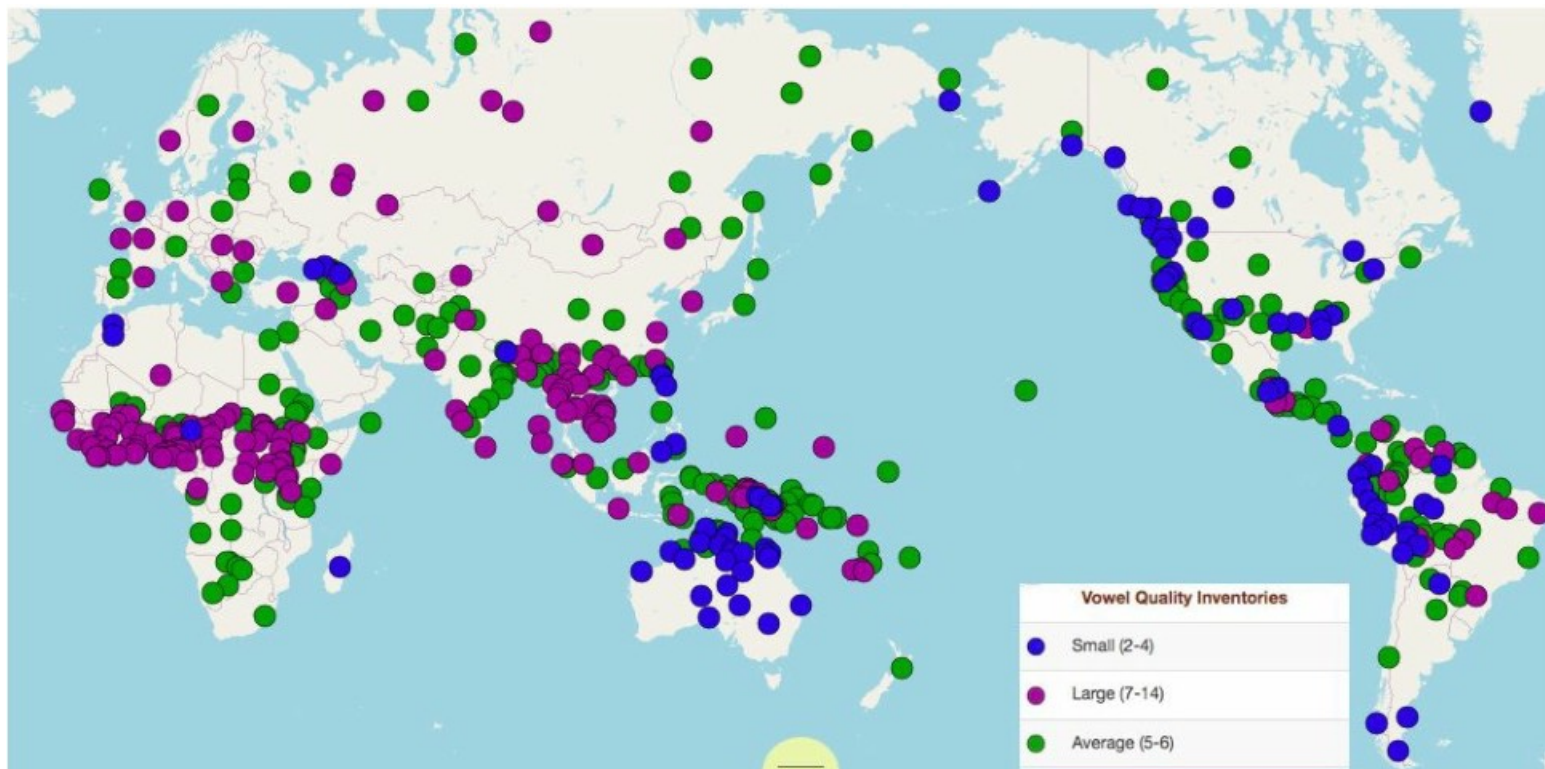 Vowel Quality Inventories
Small (2-4)
Large (7-14)
Average (5-6)